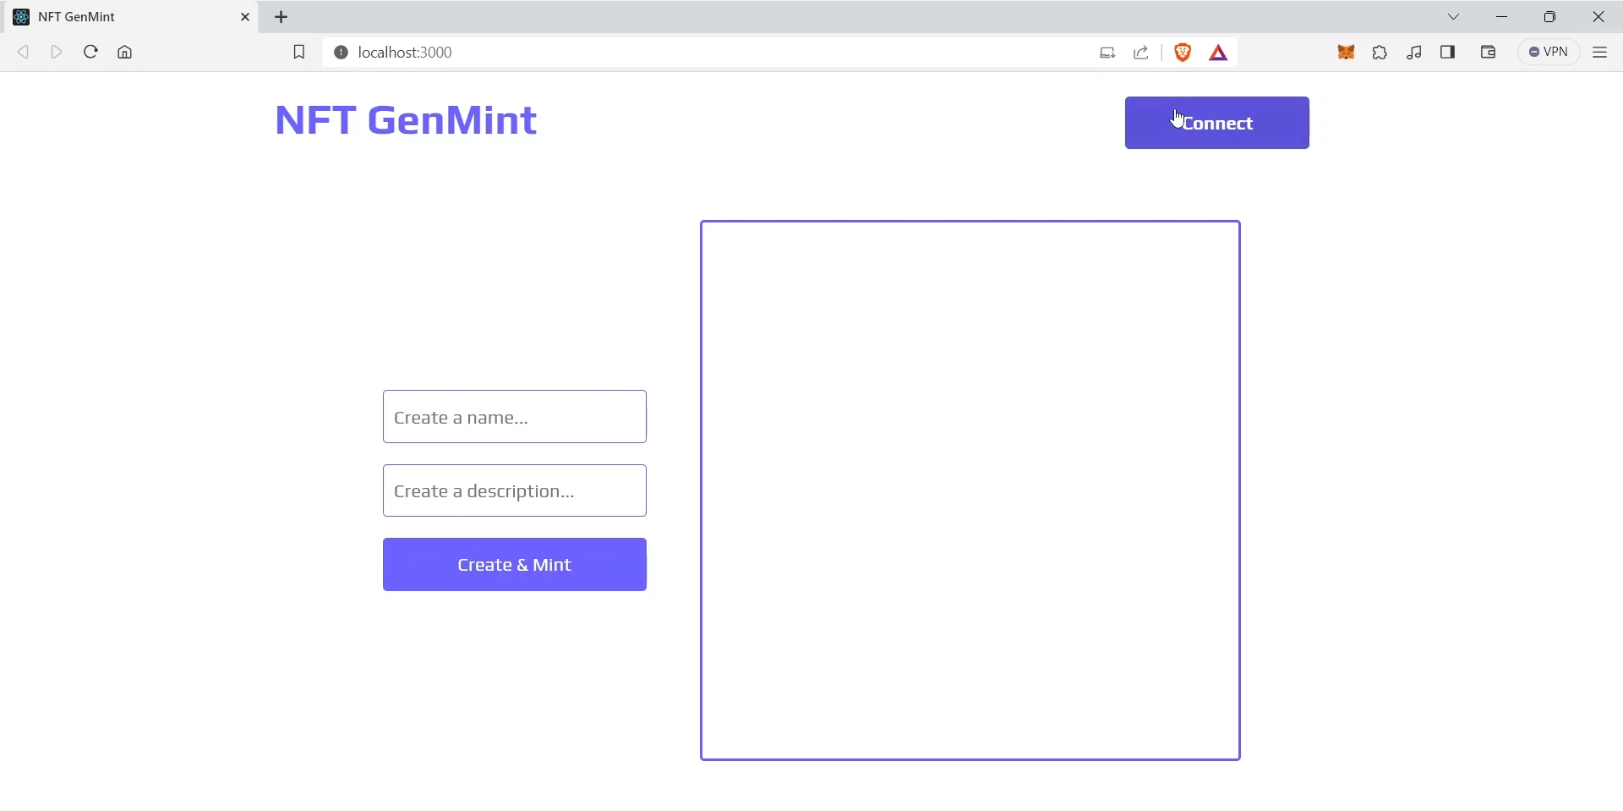 NFT GenMint
localhost:3000
VPN
NFT GenMint
Connect
Create a name...
Create a description...
Create & Mint